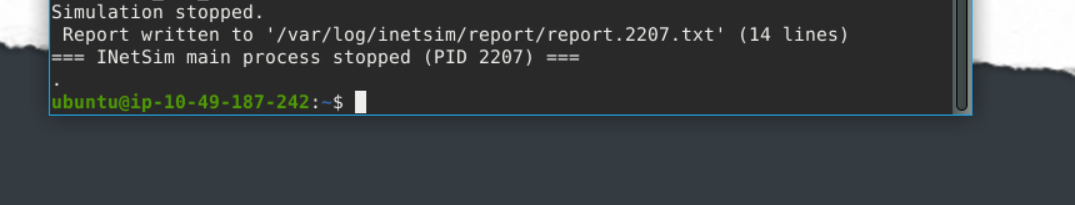 Simulation stopped.
 Report written to '/var/log/inetsim/report/report.2207.txt' (14 lines)
=== INetSim main process stopped (PID 2207) ===
.
ubuntu@ip-10-49-187-242:~$